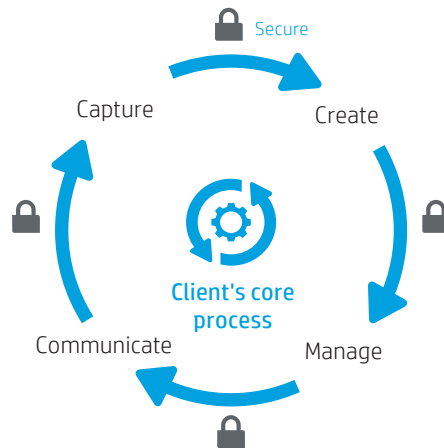 Secure
Capture
Create
Client's core
process
Communicate
Manage